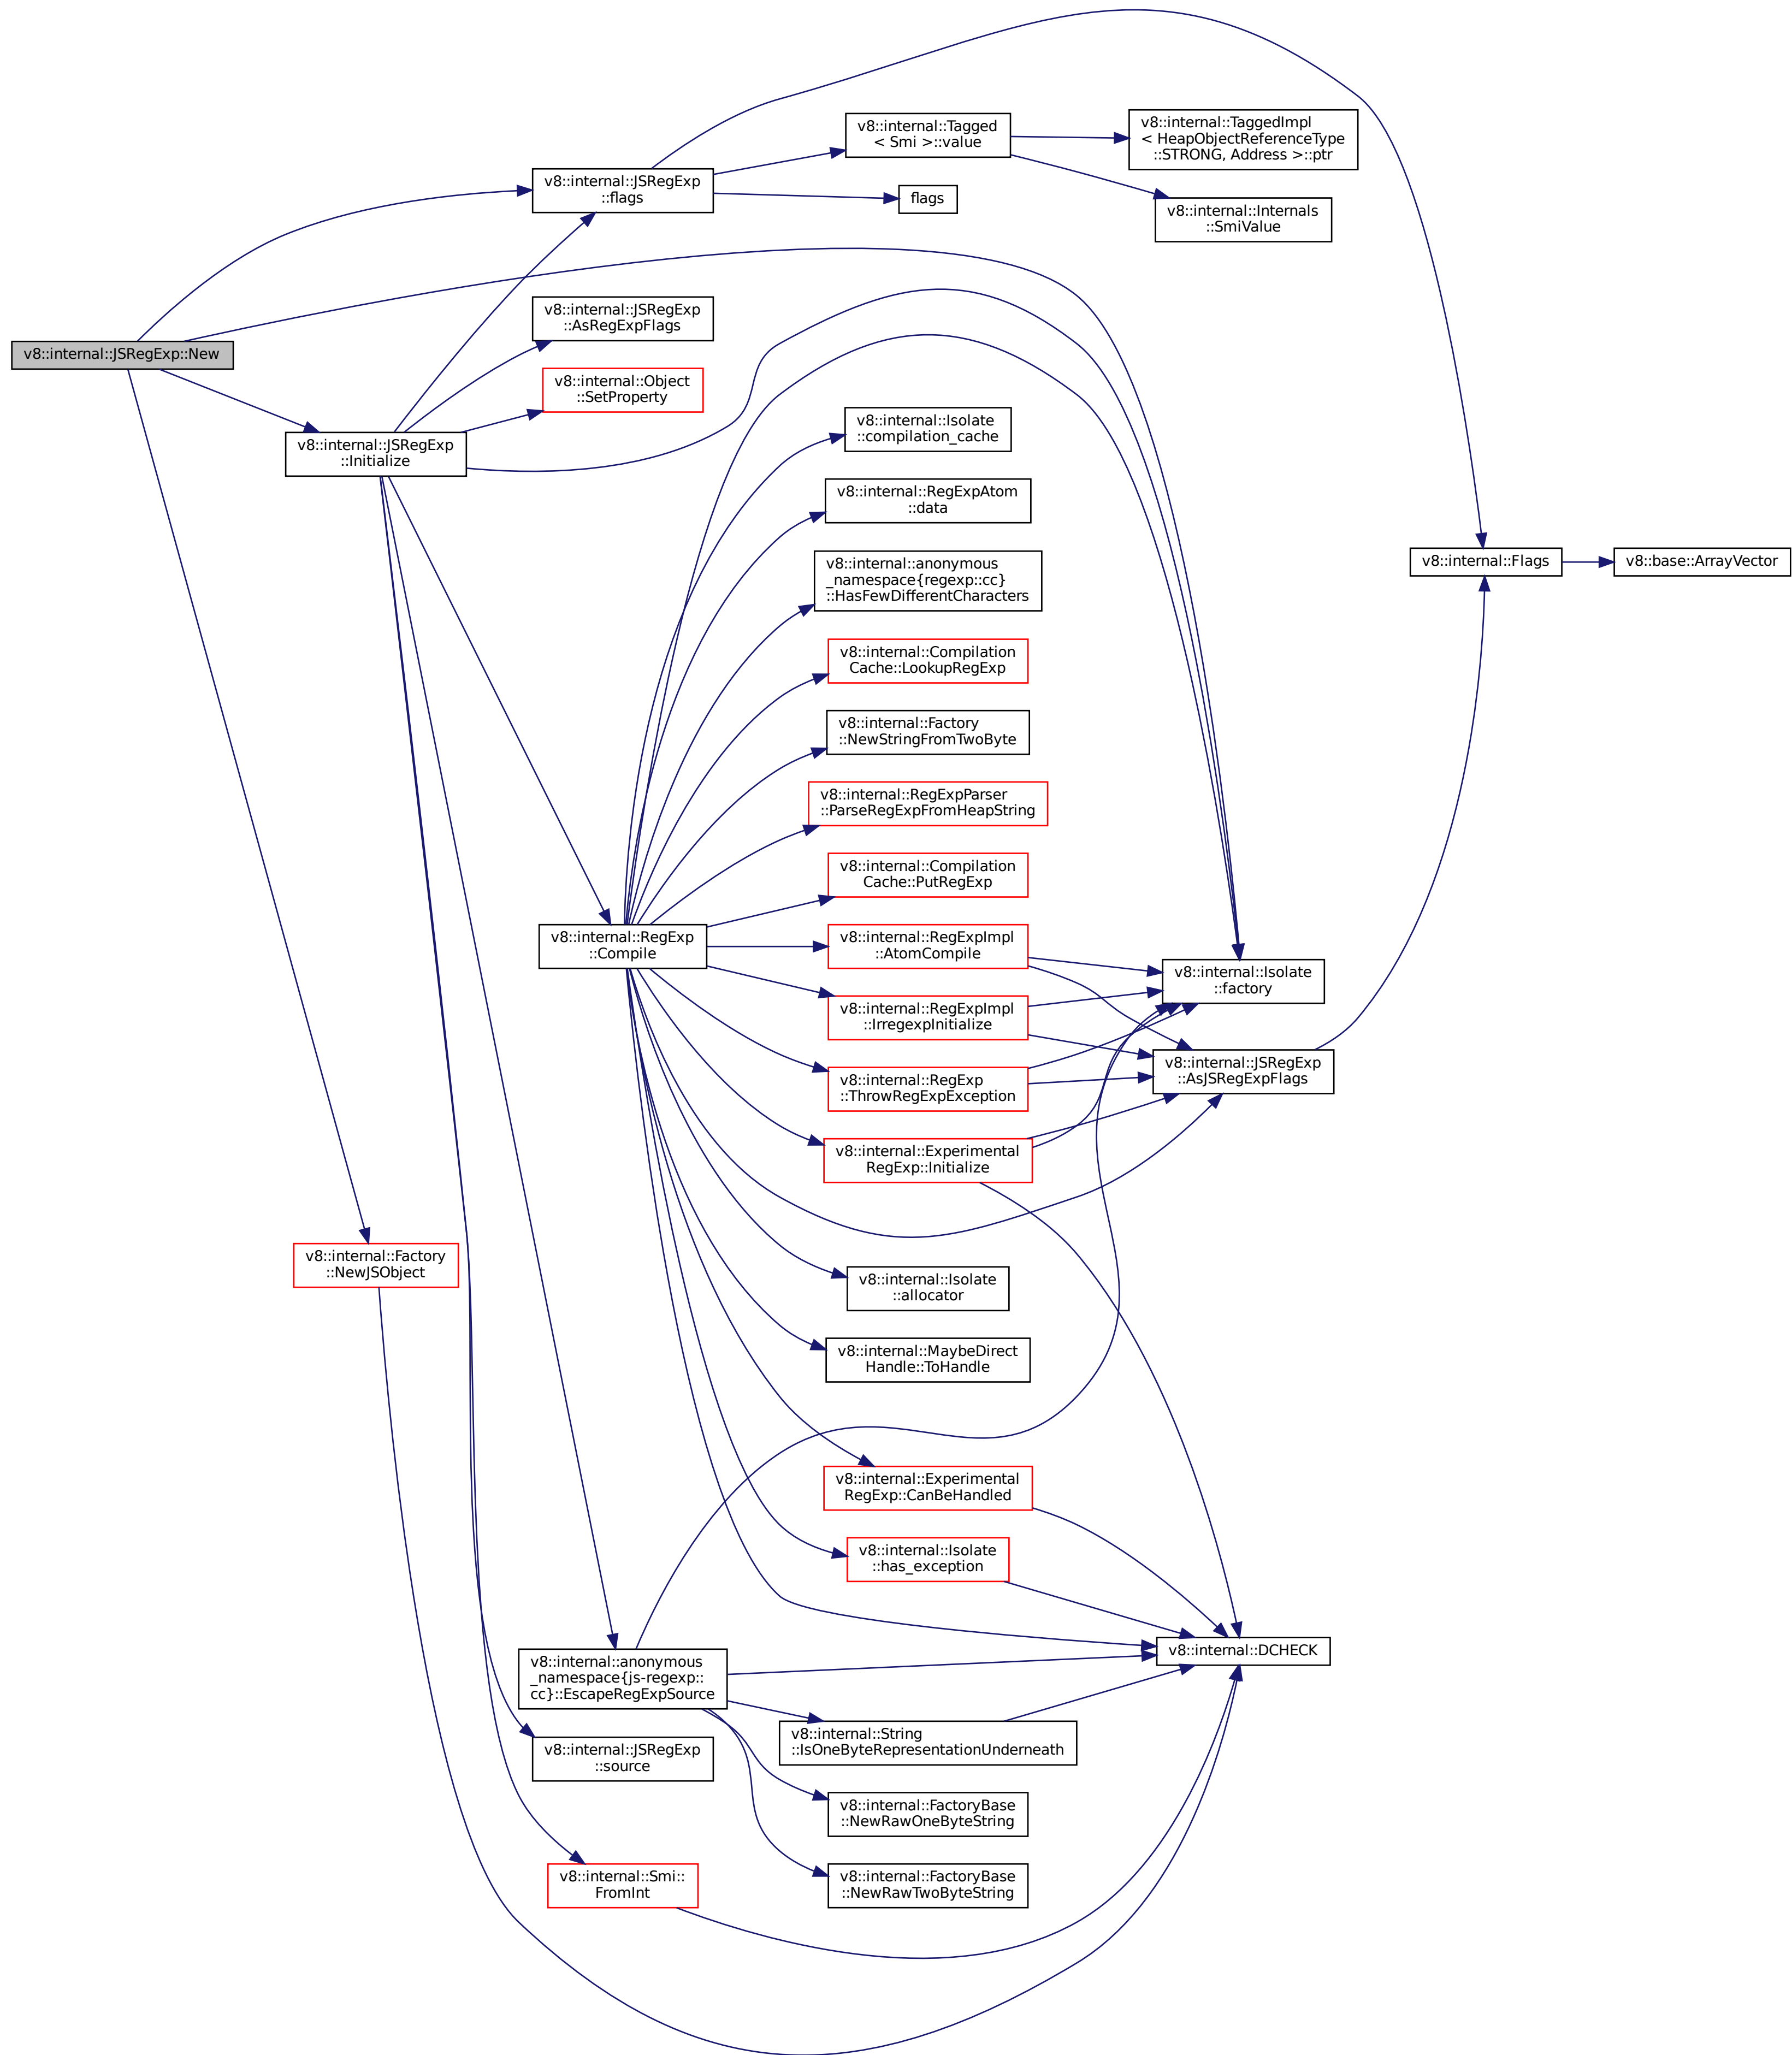 v8::internal::JSRegExp::New
v8::internal::JSRegExp
::flags
v8::internal::Tagged
< Smi >::value
v8::internal::TaggedImpl
< HeapObjectReferenceType
::STRONG, Address >::ptr
flags
v8::internal::Internals
::SmiValue
v8::internal::JSRegExp
::AsRegExpFlags
v8::internal::Object
::SetProperty
v8::internal::JSRegExp
::Initialize
v8::internal::Isolate
::compilation_cache
v8::internal::RegExpAtom
::data
v8::internal::anonymous
_namespace{regexp::cc}
::HasFewDifferentCharacters
v8::internal::Flags
v8::base::ArrayVector
v8::internal::Compilation
Cache::LookupRegExp
v8::internal::Factory
::NewStringFromTwoByte
v8::internal::RegExpParser
::ParseRegExpFromHeapString
v8::internal::Compilation
Cache::PutRegExp
v8::internal::RegExp
::Compile
v8::internal::RegExpImpl
::AtomCompile
v8::internal::Isolate
::factory
v8::internal::RegExpImpl
::IrregexpInitialize
v8::internal::JSRegExp
::AsJSRegExpFlags
v8::internal::RegExp
::ThrowRegExpException
v8::internal::Experimental
RegExp::Initialize
v8::internal::Factory
::NewJSObject
v8::internal::Isolate
::allocator
v8::internal::MaybeDirect
Handle::ToHandle
v8::internal::Experimental
RegExp::CanBeHandled
v8::internal::Isolate
::has_exception
v8::internal::DCHECK
v8::internal::anonymous
_namespace{js-regexp::
cc}::EscapeRegExpSource
v8::internal::String
::IsOneByteRepresentationUnderneath
v8::internal::JSRegExp
::source
v8::internal::FactoryBase
::NewRawOneByteString
v8::internal::Smi::
FromInt
v8::internal::FactoryBase
::NewRawTwoByteString